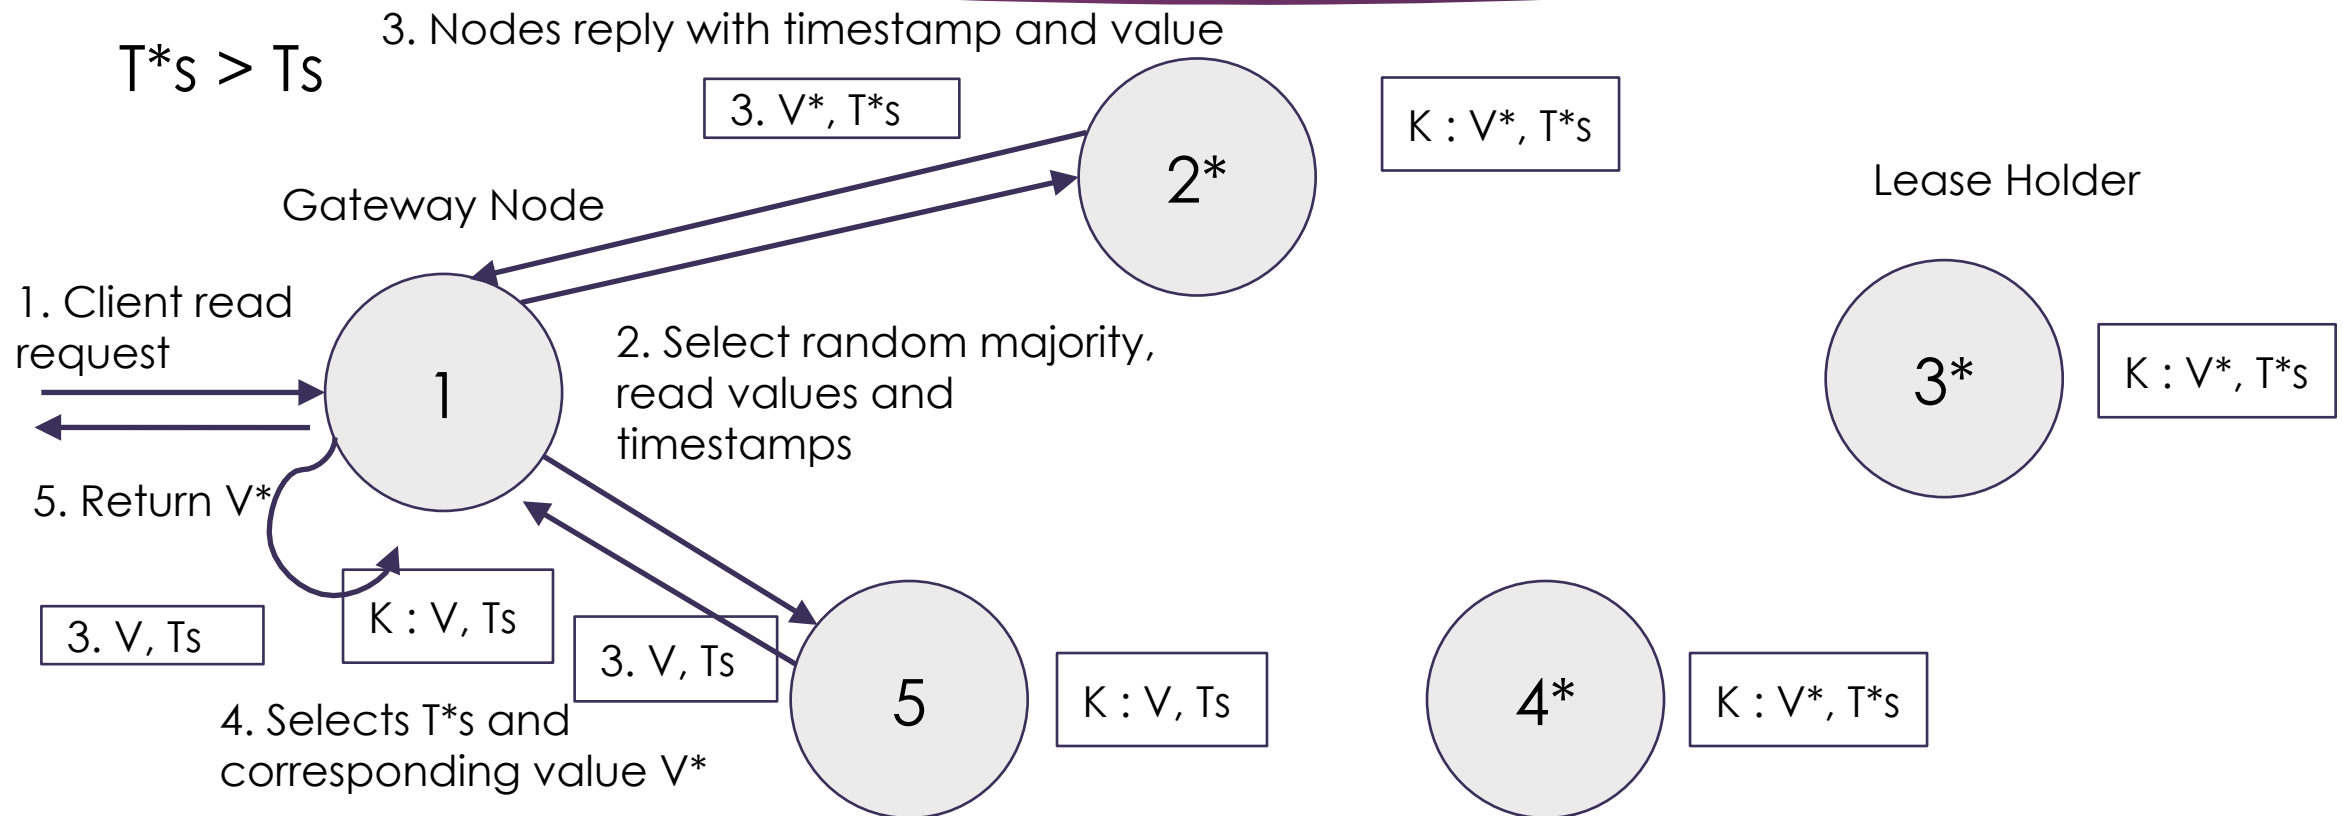 3. Nodes reply with timestamp and value
T*s > Ts
3. V*, T*s
K : V*, T*s
2*
Lease Holder
Gateway Node
1. Client read
request
2. Select random majority,
read values and
timestamps
1
3*
K : V*, T*s
5. Return V*
K : V, Ts
3. V, Ts
3. V, Ts
5
K : V, Ts
4*
K : V*, T*s
4. Selects T*s and
corresponding value V*